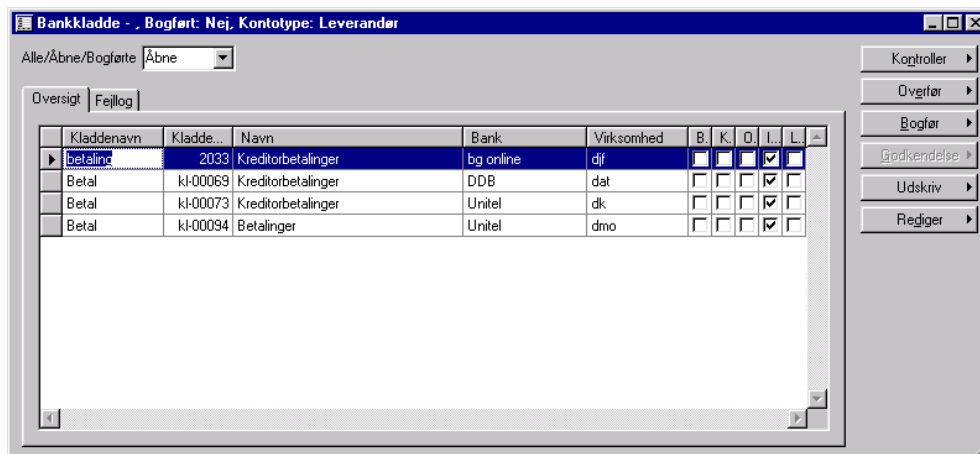 Bankkladde - , Bogført: Nej, Kontotype: Leverandør
Alle/Åbne/Bogførte Åbne
Kontroller
Overfør
Bogfør
Godkendelse
Udskriv
Rediger
Oversigt Fejllog
Kladdenavn Kladde... Navn Bank Virksomhed B. K. O. I... L..
betaling 2033 Kreditorbetalinger bg online djf
Betal kl-00069 Kreditorbetalinger DDB dat
Betal kl-00073 Kreditorbetalinger Unitel dk
Betal kl-00094 Betalinger Unitel dmo